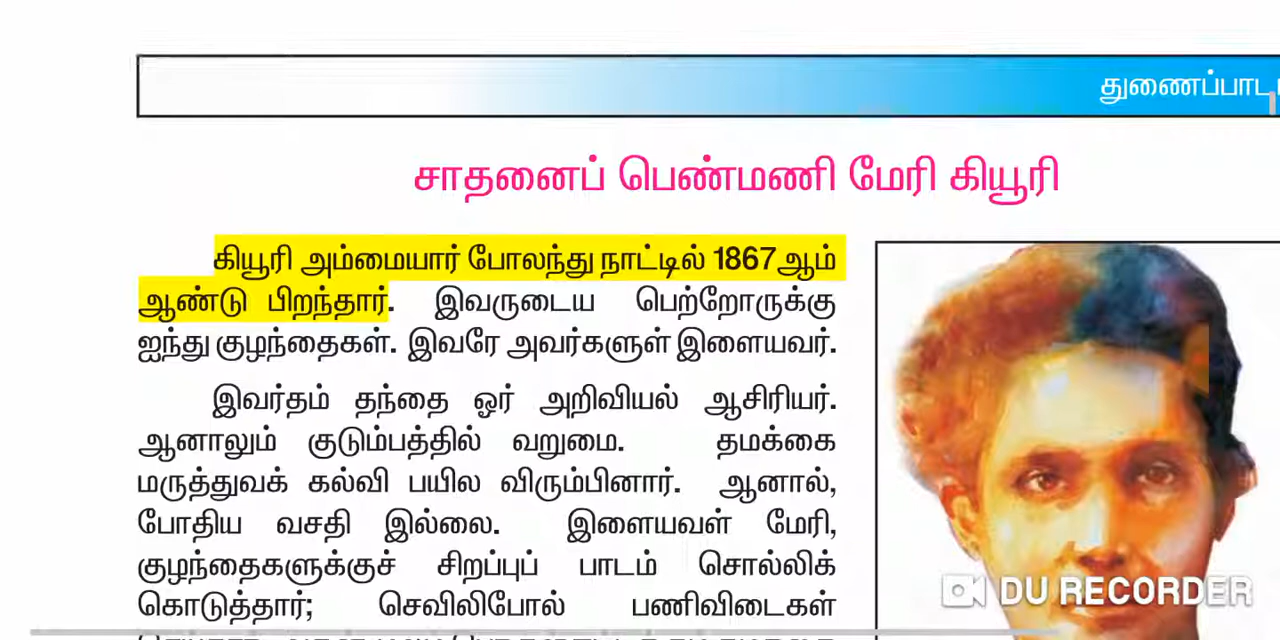 துணைப்பாட
சாதனைப் பெண்மணி மேரி கியூரி
கியூரி அம்மையார் போலந்து நாட்டில் 1867ஆம்
ஆண்டு பிறந்தார். இவருடைய பெற்றோருக்கு
ஐந்து குழந்தைகள். இவரே அவர்களுள் இளையவர்.
இவர்தம் தந்தை ஓர் அறிவியல் ஆசிரியர்.
ஆனாலும் குடும்பத்தில் வறுமை. தமக்கை
மருத்துவக் கல்வி பயில விரும்பினார். ஆனால்,
போதிய வசதி இல்லை. இளையவள் மேரி,
குழந்தைகளுக்குச் சிறப்புப் பாடம் சொல்லிக்
கொடுத்தார்; செவிலிபோல் பணிவிடைகள்
DU RECORDER